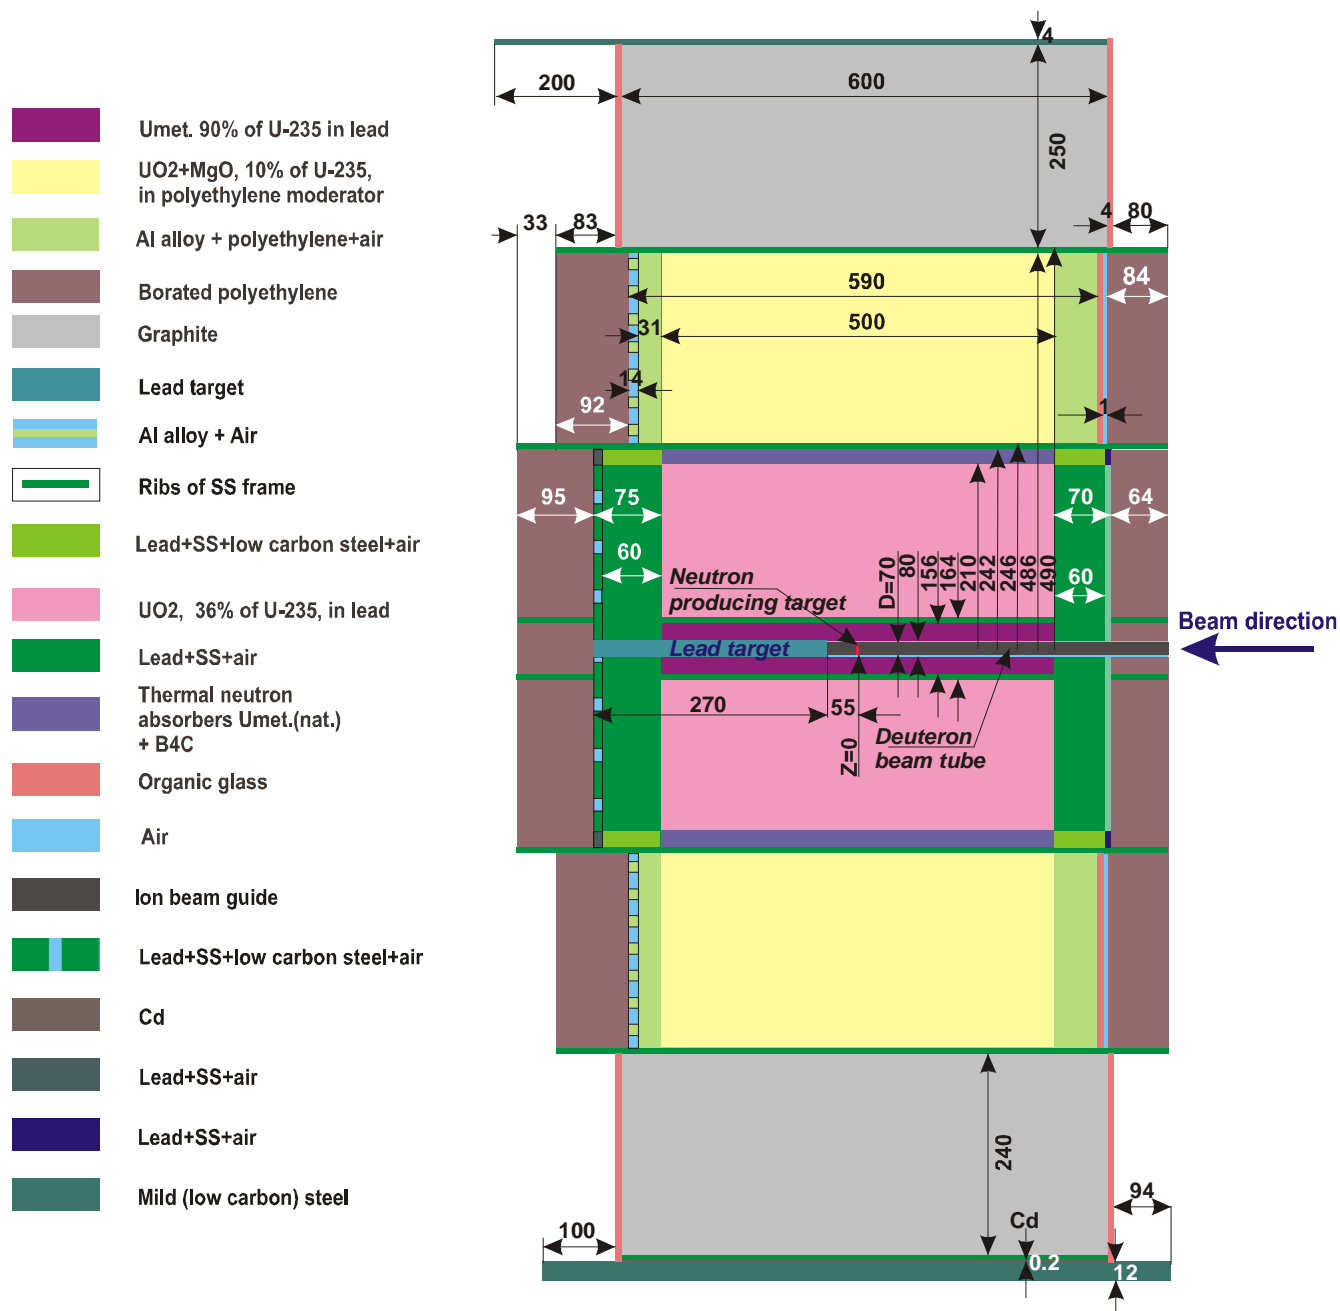 Umet. 90% of U-235 in lead
UO2+MgO, 10% of U-235,
in polyethylene moderator
Al alloy + polyethylene+air
Borated polyethylene
Graphite
Lead target
Al alloy + Air
Ribs of SS frame
Lead+SS+low carbon steel+air
UO2, 36% of U-235, in lead
Lead+SS+air
Thermal neutron
absorbers Umet.(nat.)
+ B4C
Organic glass
Air
Ion beam guide
Lead+SS+low carbon steel+air
Cd
Lead+SS+air
Lead+SS+air
Mild (low carbon) steel
4
200
600
250
33
83
4
80
590
84
31
500
14
92
1
95
75
70
64
60
60
Neutron
producing target
D=70
80
156
164
210
242
246
486
490
Beam direction
Lead target
270
55
Z=0
Deuteron
beam tube
240
94
100
Cd
0.2
12